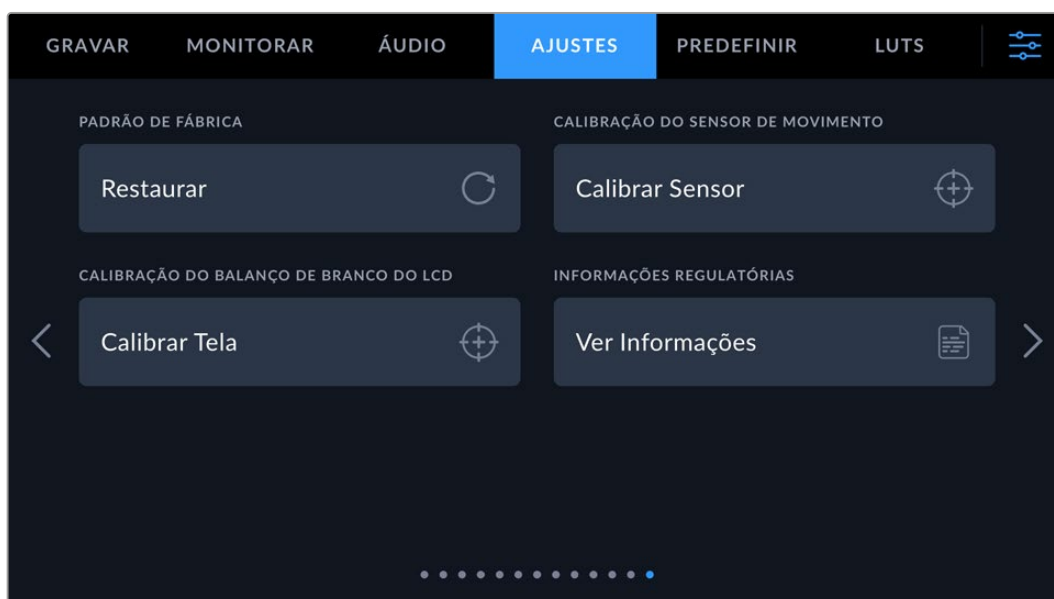 GRAVAR MONITORAR ÁUDIO AJUSTES PREDEFINIR LUTS
PADRÃO DE FÁBRICA
Restaurar
CALIBRAÇÃO DO SENSOR DE MOVIMENTO
Calibrar Sensor
CALIBRAÇÃO DO BALANÇO DE BRANCO DO LCD
Calibrar Tela
INFORMAÇÕES REGULATÓRIAS
Ver Informações